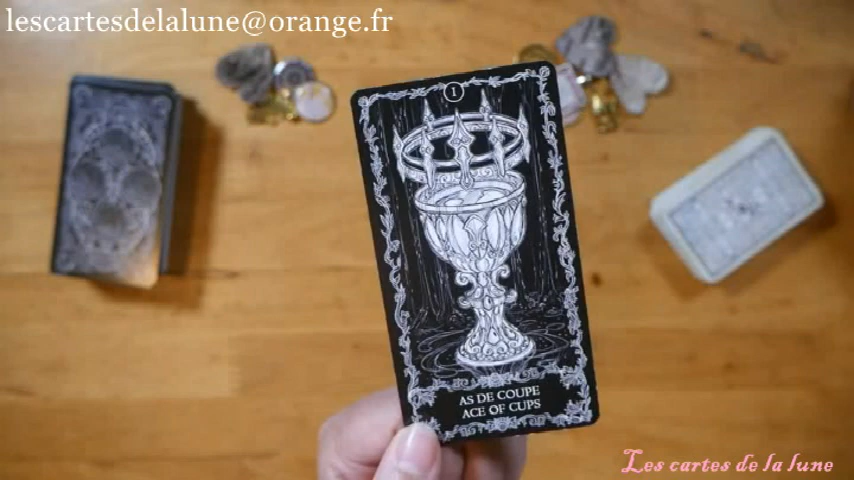 lescartesdelalune@orange.fr
1
AS DE COUPE
ACE OF CUPS
Les cartes de la lune